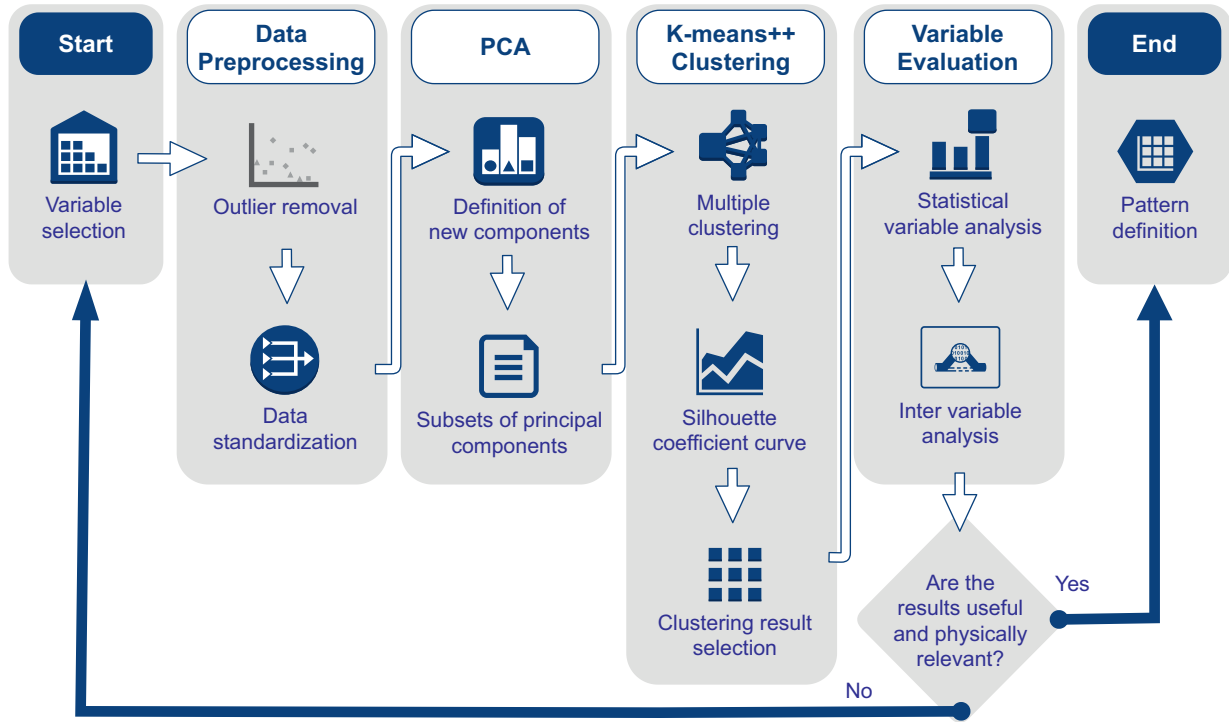 Start
Variable
selection
Data
Preprocessing
Outlier removal
Data
standardization
PCA
Definition of
new components
Subsets of principal
components
K-means++
Clustering
Multiple
clustering
Silhouette
coefficient curve
Clustering result
selection
Variable
Evaluation
Statistical
variable analysis
Inter variable
analysis
Are the
results useful
and physically
relevant?
Yes
No
End
Pattern
definition